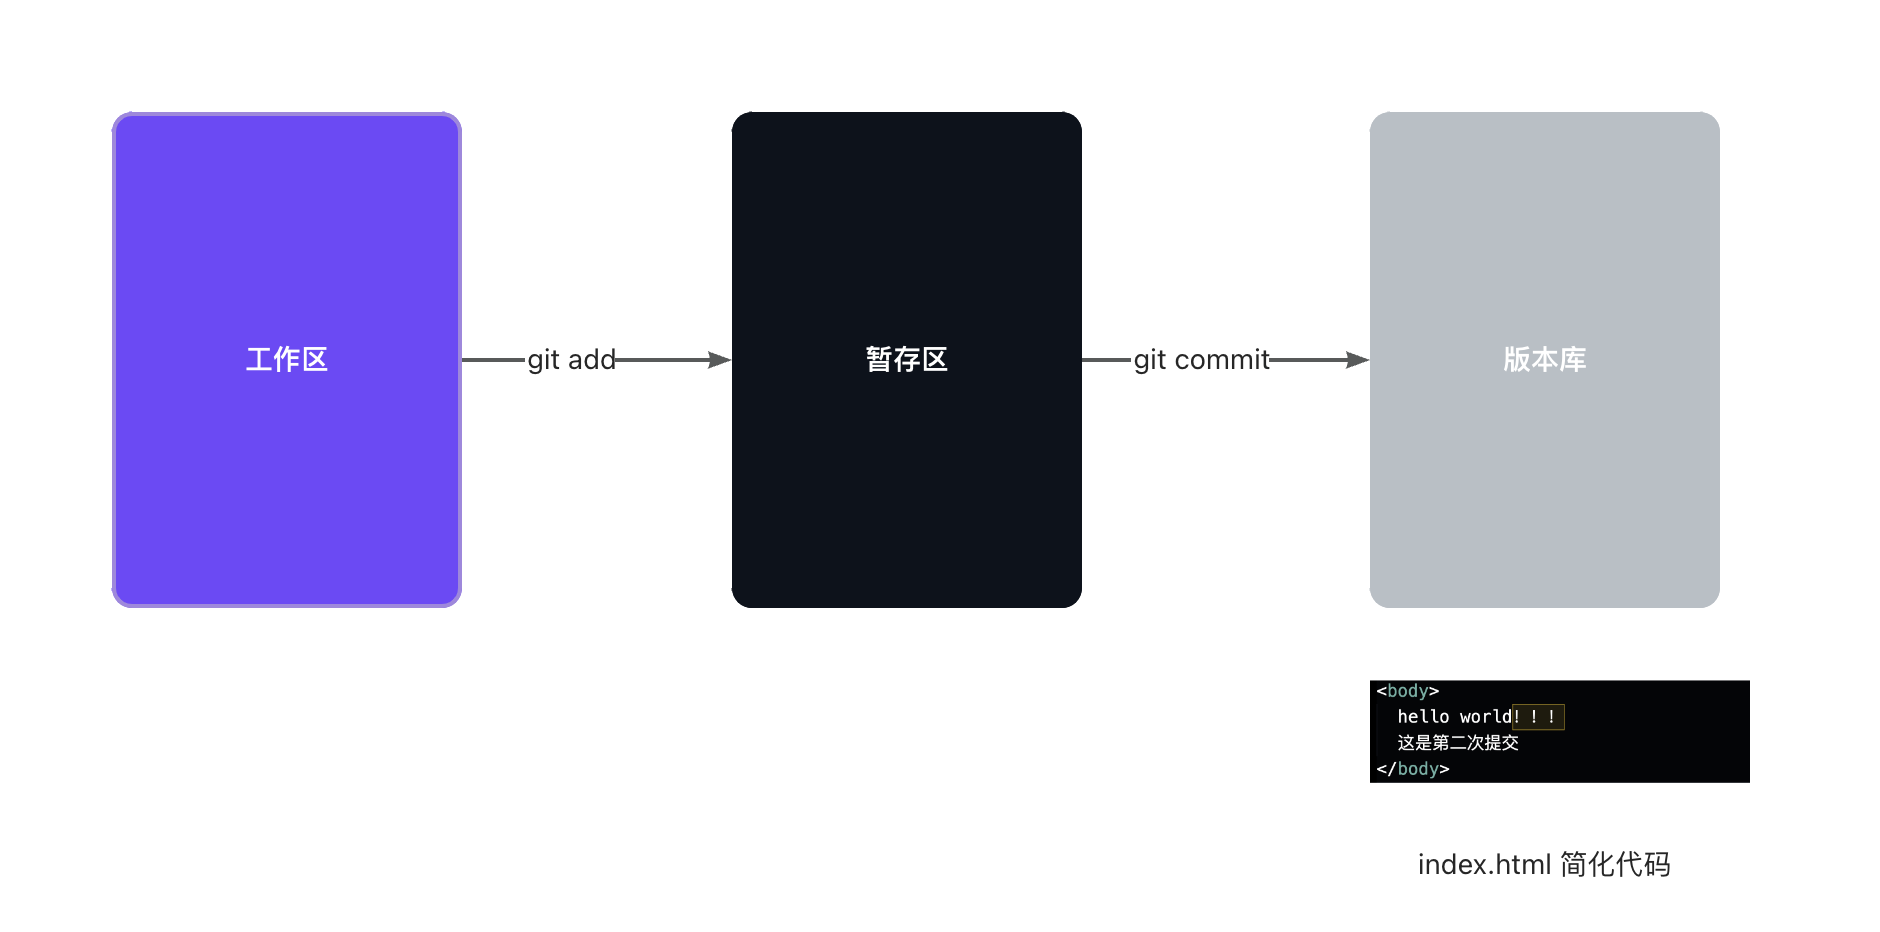 工作区
git add
暂存区
git commit
版本库
<body>
hello world！！！
这是第二次提交
</body>
index.html 简化代码